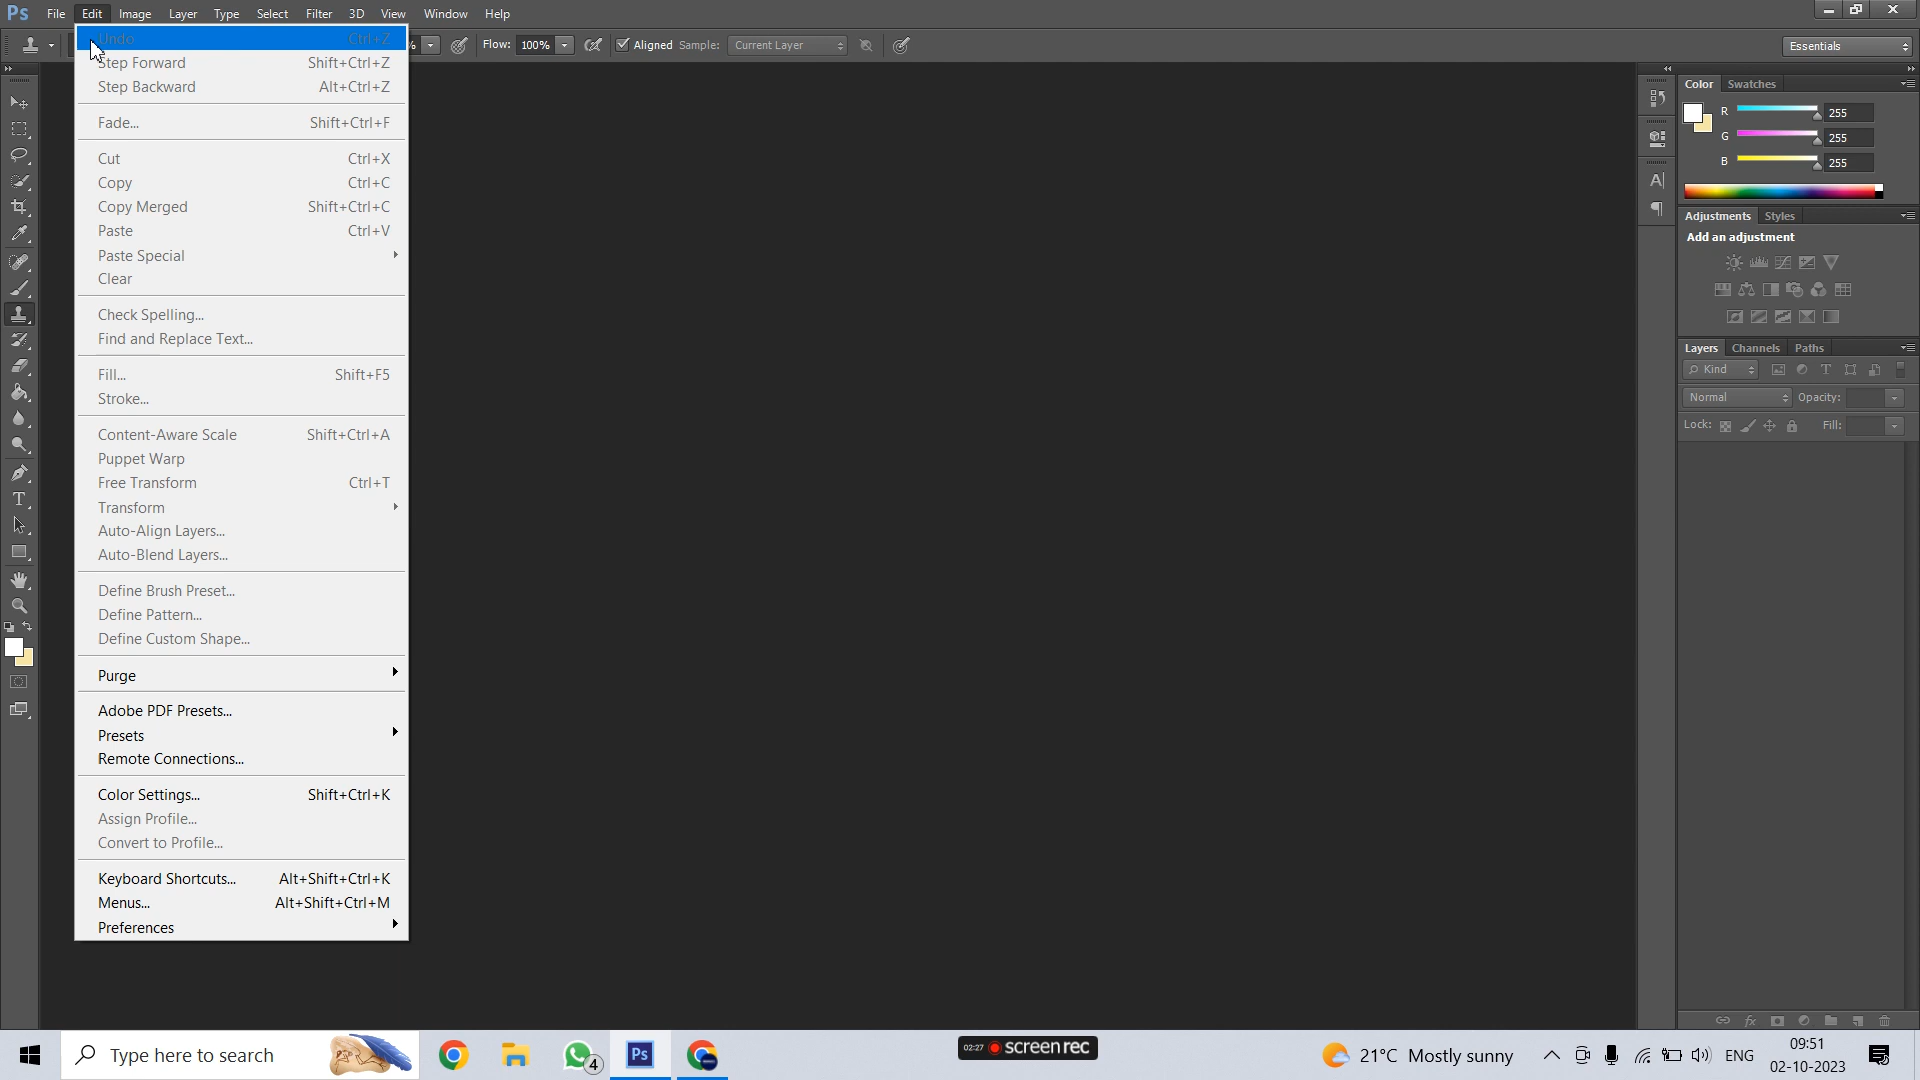 Ps File Edit Image Layer Type Select Filter 3D View Window Help
% Flow: 100% Aligned Sample: Current Layer Essentials
Undo Ctrl+Z
Step Forward Shift+Ctrl+Z
Step Backward Alt+Ctrl+Z
Fade... Shift+Ctrl+F
Cut Ctrl+X
Copy Ctrl+C
Copy Merged Shift+Ctrl+C
Paste Ctrl+V
Paste Special
Clear
Check Spelling...
Find and Replace Text...
Fill... Shift+F5
Stroke...
Content-Aware Scale Shift+Ctrl+A
Puppet Warp
Free Transform Ctrl+T
Transform
Auto-Align Layers...
Auto-Blend Layers...
Define Brush Preset...
Define Pattern...
Define Custom Shape...
Purge
Adobe PDF Presets...
Presets
Remote Connections...
Color Settings... Shift+Ctrl+K
Assign Profile...
Convert to Profile...
Keyboard Shortcuts... Alt+Shift+Ctrl+K
Menus... Alt+Shift+Ctrl+M
Preferences
Color Swatches
R 255
G 255
B 255
Adjustments Styles
Add an adjustment
Layers Channels Paths
Kind
Normal Opacity:
Lock: Fill:
Type here to search
4
Ps
02:27 screen rec
21°C Mostly sunny
ENG
09:51
02-10-2023